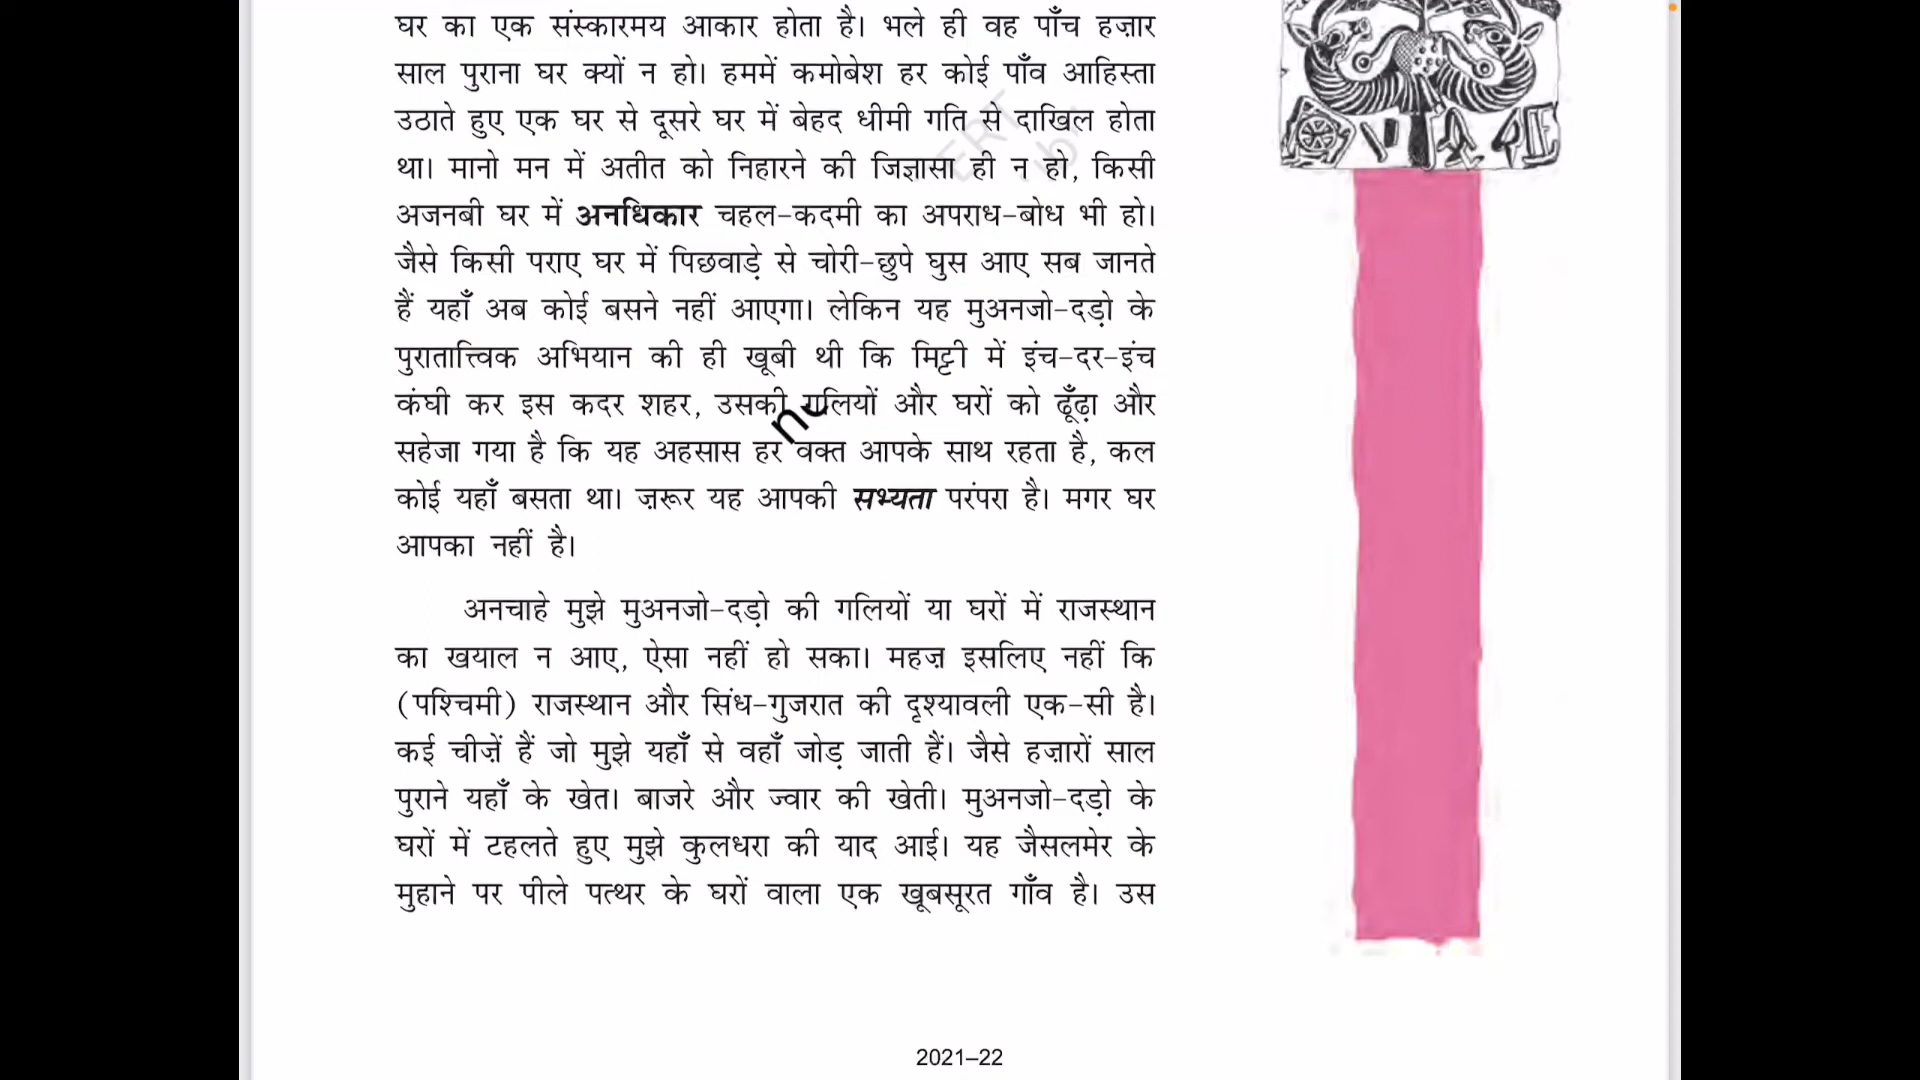 घर का एक संस्कारमय आकार होता है। भले ही वह पाँच हज़ार
साल पुराना घर क्यों न हो। हममें कमोबेश हर कोई पाँव आहिस्ता
उठाते हुए एक घर से दूसरे घर में बेहद धीमी गति से दाखिल होता
था। मानो मन में अतीत को निहारने की जिज्ञासा ही न हो, किसी
अजनबी घर में अनधिकार चहल-कदमी का अपराध-बोध भी हो।
जैसे किसी पराए घर में पिछवाड़े से चोरी-छुपे घुस आए सब जानते
हैं यहाँ अब कोई बसने नहीं आएगा। लेकिन यह मुअनजो-दड़ो के
पुरातात्त्विक अभियान की ही खूबी थी कि मिट्टी में इंच-दर-इंच
कंघी कर इस कदर शहर, उसकी गलियों और घरों को ढूँढ़ा और
सहेजा गया है कि यह अहसास हर वक्त आपके साथ रहता है, कल
कोई यहाँ बसता था। ज़रूर यह आपकी सभ्यता परंपरा है। मगर घर
आपका नहीं है।
अनचाहे मुझे मुअनजो-दड़ो की गलियों या घरों में राजस्थान
का खयाल न आए, ऐसा नहीं हो सका। महज़ इसलिए नहीं कि
(पश्चिमी) राजस्थान और सिंध-गुजरात की दृश्यावली एक-सी है।
कई चीज़ें हैं जो मुझे यहाँ से वहाँ जोड़ जाती हैं। जैसे हज़ारों साल
पुराने यहाँ के खेत। बाजरे और ज्वार की खेती। मुअनजो-दड़ो के
घरों में टहलते हुए मुझे कुलधरा की याद आई। यह जैसलमेर के
मुहाने पर पीले पत्थर के घरों वाला एक खूबसूरत गाँव है। उस
2021–22